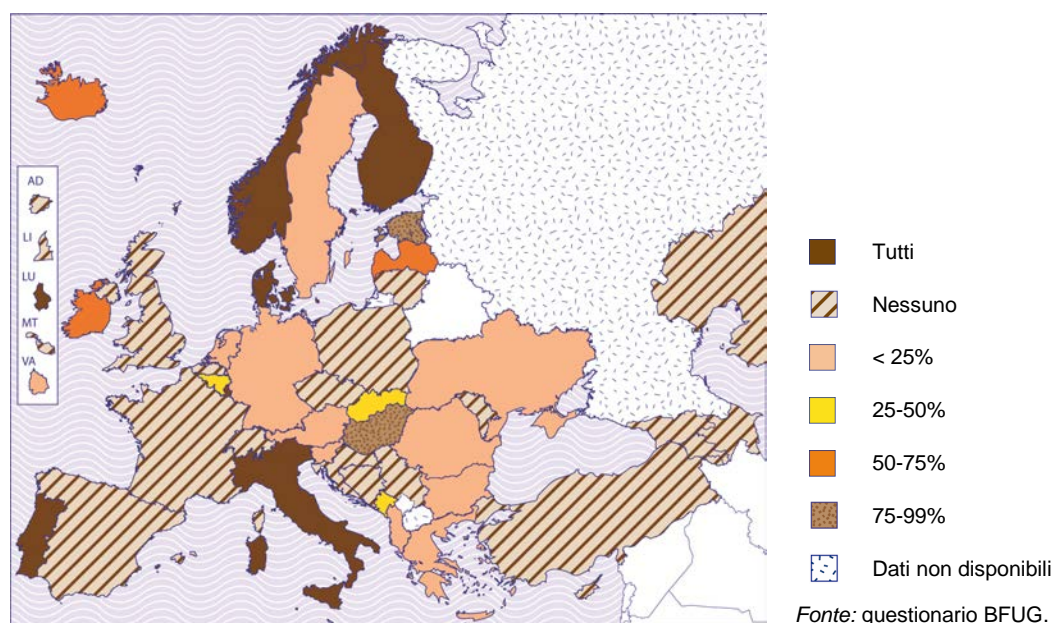 AD
LI
LU
MT
VA
Tutti
Nessuno
< 25%
25-50%
50-75%
75-99%
Dati non disponibili
Fonte: questionario BFUG.